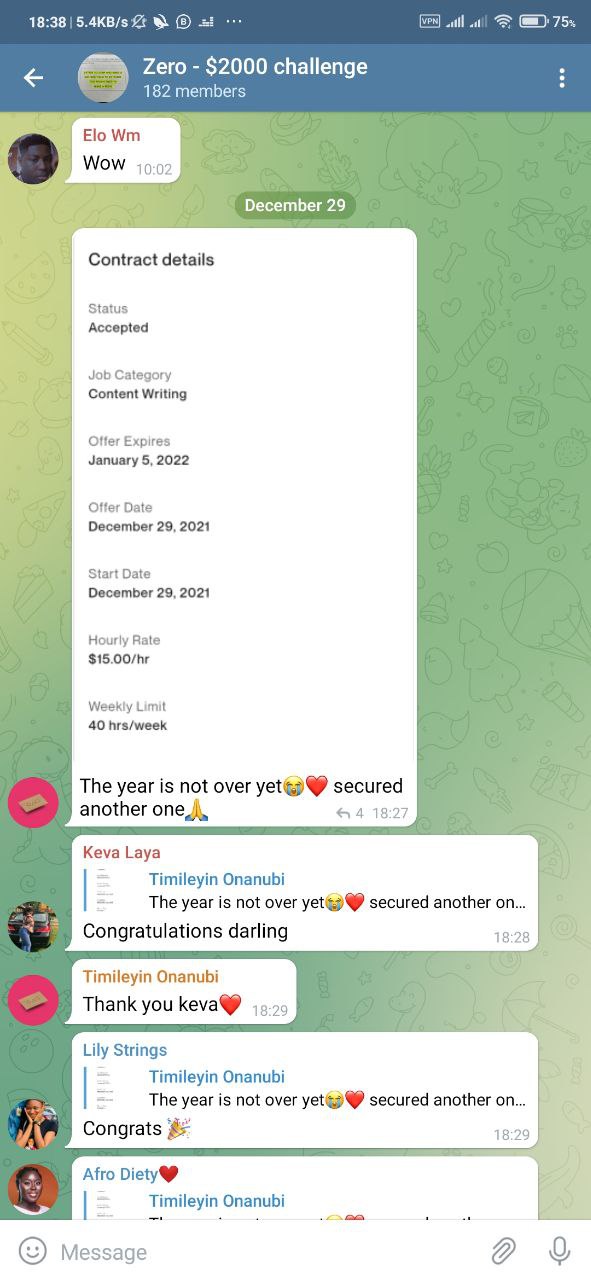 18:38 | 5.4KB/s
VPN
75%
Zero - $2000 challenge
182 members
Elo Wm
Wow 10:02
December 29
Contract details
Status
Accepted
Job Category
Content Writing
Offer Expires
January 5, 2022
Offer Date
December 29, 2021
Start Date
December 29, 2021
Hourly Rate
$15.00/hr
Weekly Limit
40 hrs/week
The year is not over yet😭❤️ secured
another one🙏 4 18:27
Keva Laya
Timileyin Onanubi
The year is not over yet😭❤️ secured another on...
Congratulations darling 18:28
Timileyin Onanubi
Thank you keva❤️ 18:29
Lily Strings
Timileyin Onanubi
The year is not over yet😭❤️ secured another on...
Congrats 🎉 18:29
Afro Diety❤️
Timileyin Onanubi
Message